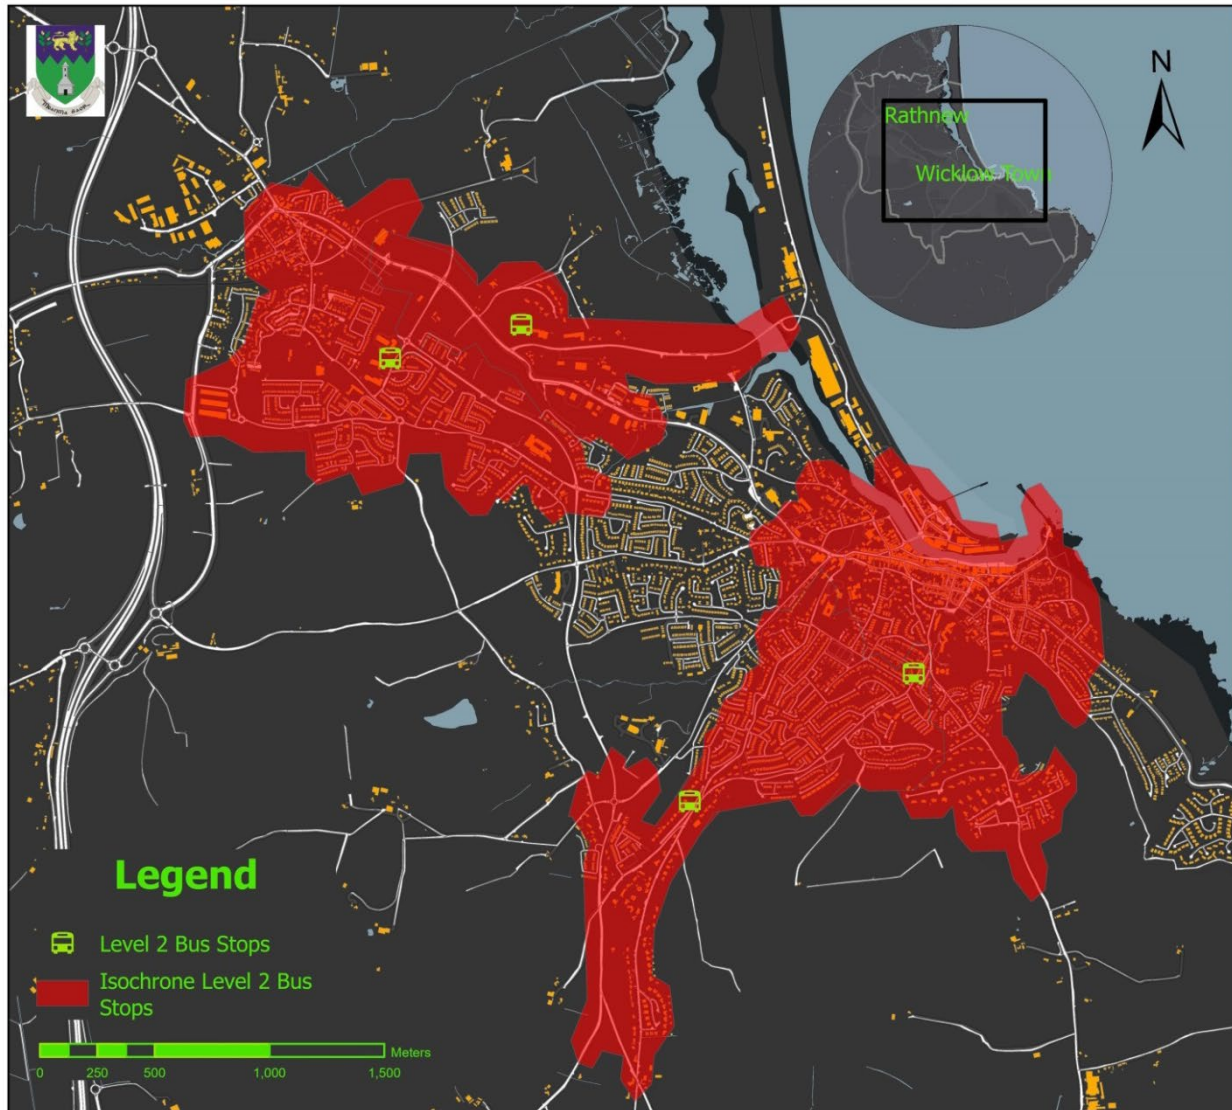 N
Rathnew
Wicklow Town
Legend
Level 2 Bus Stops
Isochrone Level 2 Bus
Stops
Meters
0 250 500 1,000 1,500